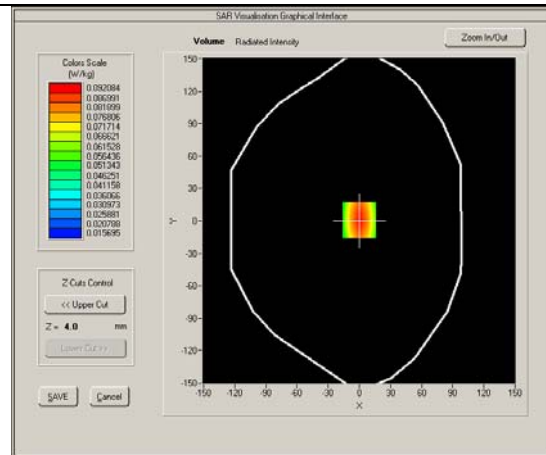 SAR Visualisation Graphical Interface
Volume Radiated Intensity
Zoom In/Out
Colors Scale
(W/kg)
0.092084
0.086991
0.081899
0.076806
0.071714
0.066621
0.061528
0.056436
0.051343
0.046251
0.041158
0.036066
0.030973
0.025881
0.020788
0.015695
Z Cuts Control
<< Upper Cut
Z = 4.0 mm
Lower Cut >>
SAVE Cancel
150
120
90
60
30
0
-30
-60
-90
-120
-150
Y
-150 -120 -90 -60 -30 0 30 60 90 120 150
X